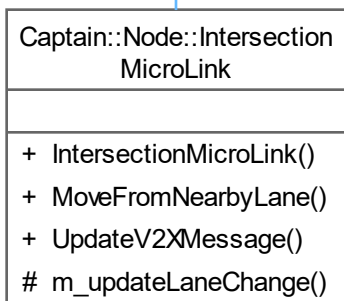 Captain::Node::Intersection
MicroLink
+ IntersectionMicroLink()
+ MoveFromNearbyLane()
+ UpdateV2XMessage()
# m_updateLaneChange()